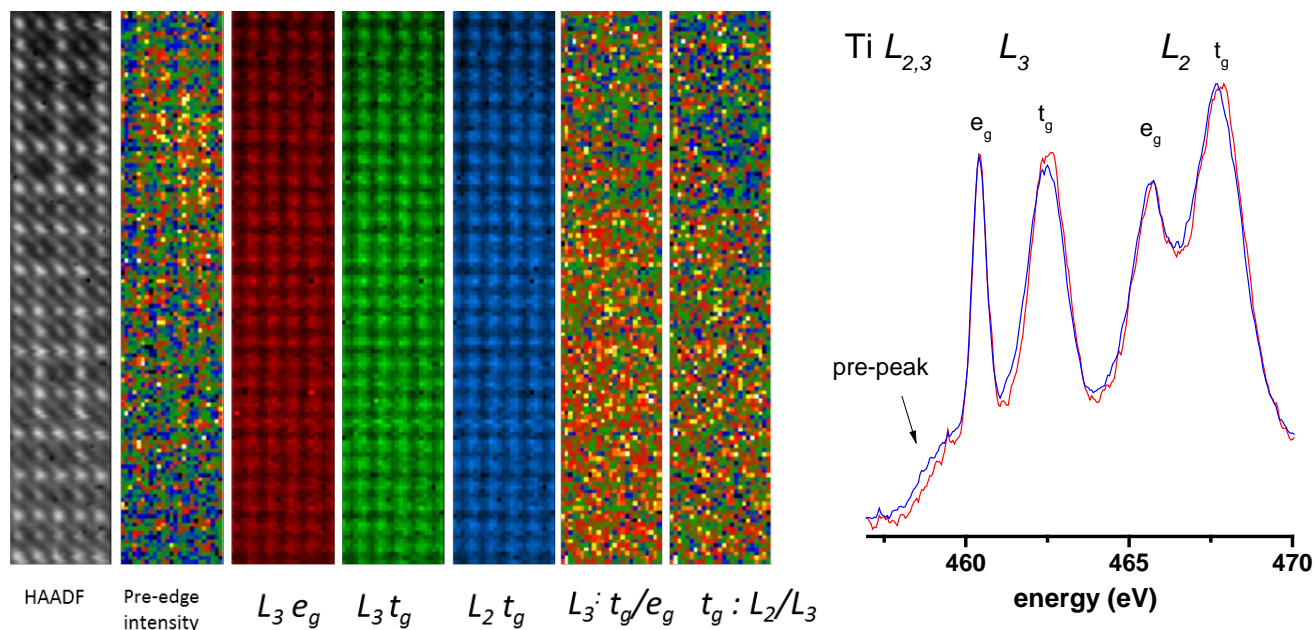 Ti L2,3
L3
L2
tg
eg
tg
eg
pre-peak
460
465
470
energy (eV)
HAADF
Pre-edge
intensity
L3 eg
L3 tg
L2 tg
L3: tg/eg
tg : L2/L3